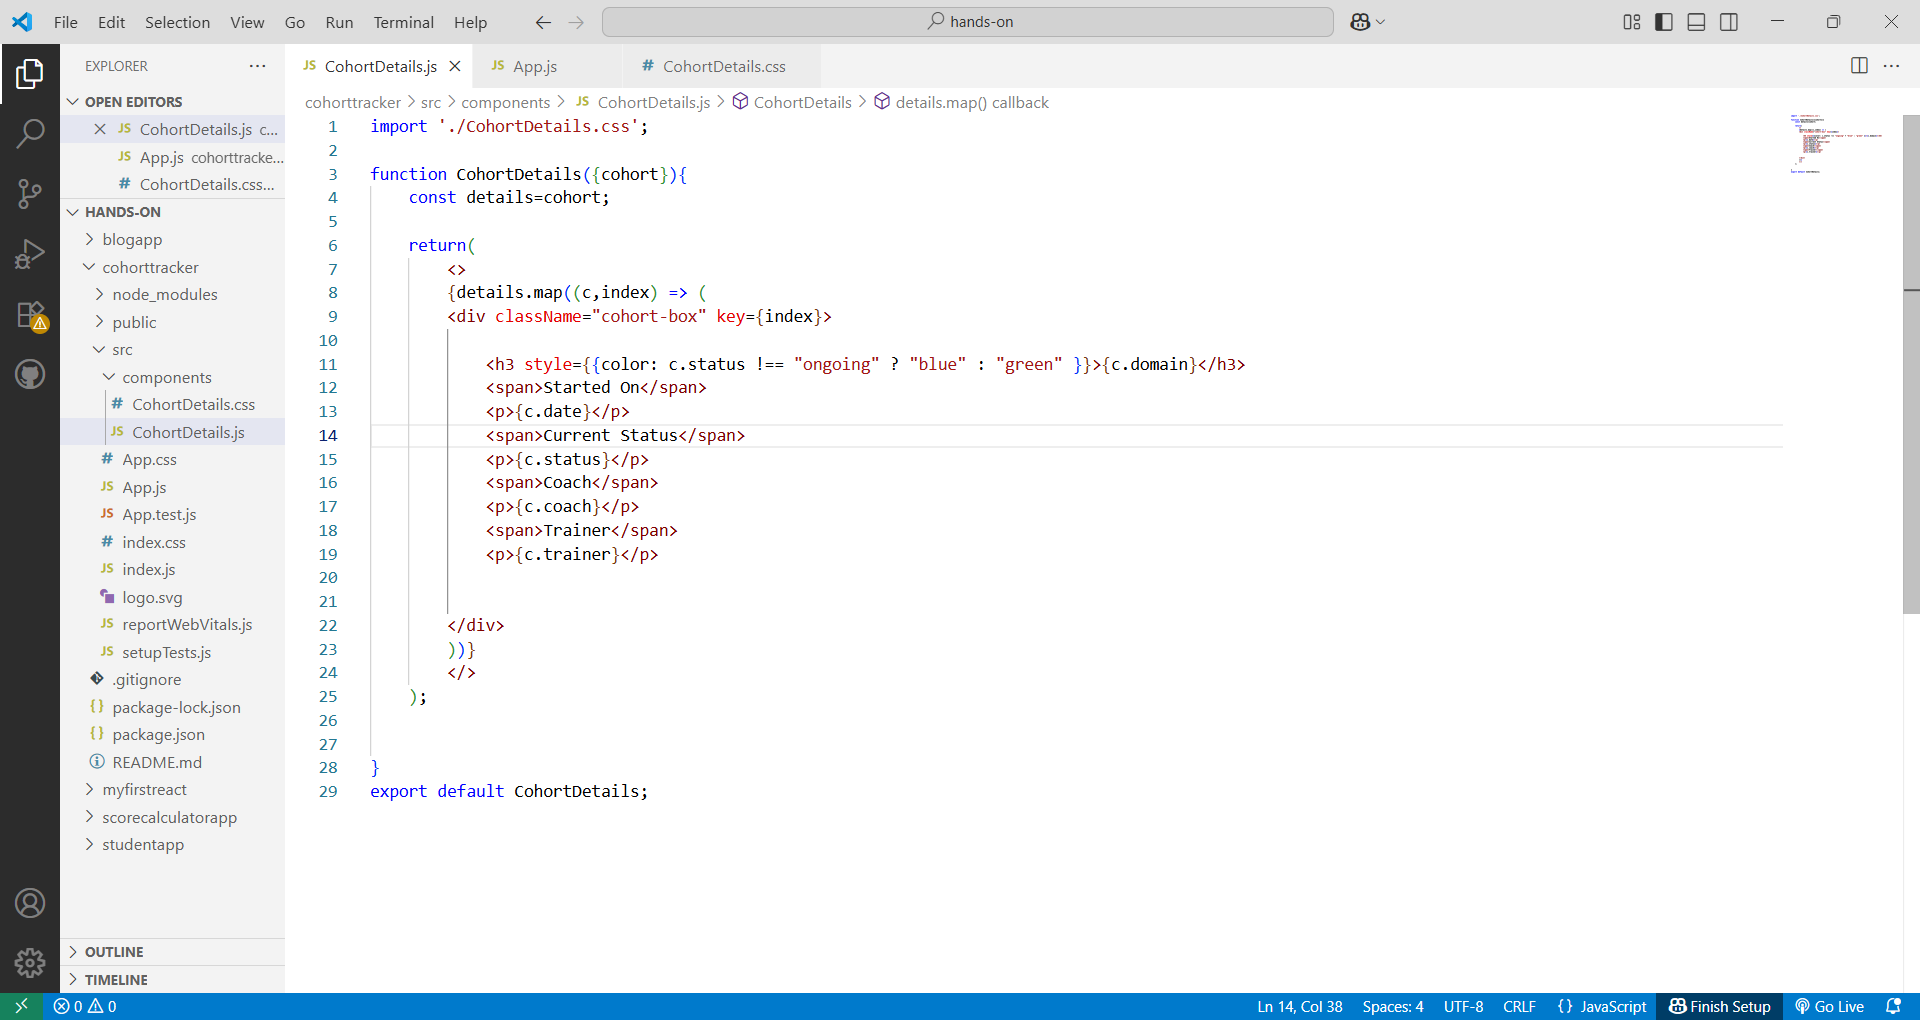 File Edit Selection View Go Run Terminal Help
hands-on
EXPLORER
OPEN EDITORS
CohortDetails.js c...
App.js cohorttracke...
CohortDetails.css...
HANDS-ON
blogapp
cohorttracker
node_modules
public
src
components
CohortDetails.css
CohortDetails.js
App.css
App.js
App.test.js
index.css
index.js
logo.svg
reportWebVitals.js
setupTests.js
.gitignore
package-lock.json
package.json
README.md
myfirstreact
scorecalculatorapp
studentapp
OUTLINE
TIMELINE
JS CohortDetails.js JS App.js # CohortDetails.css
cohorttracker > src > components > JS CohortDetails.js > CohortDetails > details.map() callback
1 import './CohortDetails.css';
2
3 function CohortDetails({cohort}){
4 const details=cohort;
5
6 return(
7 <>
8 {details.map((c,index) => (
9 <div className="cohort-box" key={index}>
10
11 <h3 style={{color: c.status !== "ongoing" ? "blue" : "green" }}>{c.domain}</h3>
12 <span>Started On</span>
13 <p>{c.date}</p>
14 <span>Current Status</span>
15 <p>{c.status}</p>
16 <span>Coach</span>
17 <p>{c.coach}</p>
18 <span>Trainer</span>
19 <p>{c.trainer}</p>
20
21
22 </div>
23 ))}
24 </>
25 );
26
27
28 }
29 export default CohortDetails;
0 0 Ln 14, Col 38 Spaces: 4 UTF-8 CRLF {} JavaScript Finish Setup Go Live